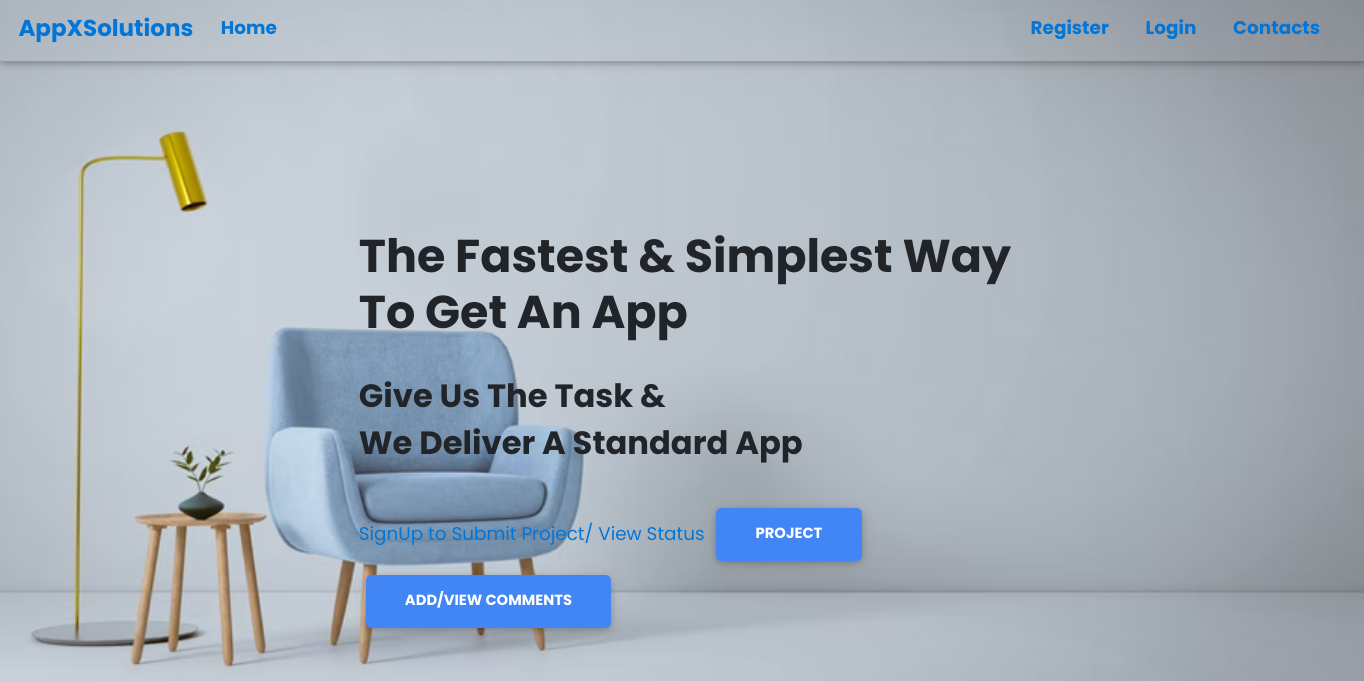 AppXSolutions Home Register Login Contacts
The Fastest & Simplest Way
To Get An App
Give Us The Task &
We Deliver A Standard App
SignUp to Submit Project/ View Status PROJECT
ADD/VIEW COMMENTS